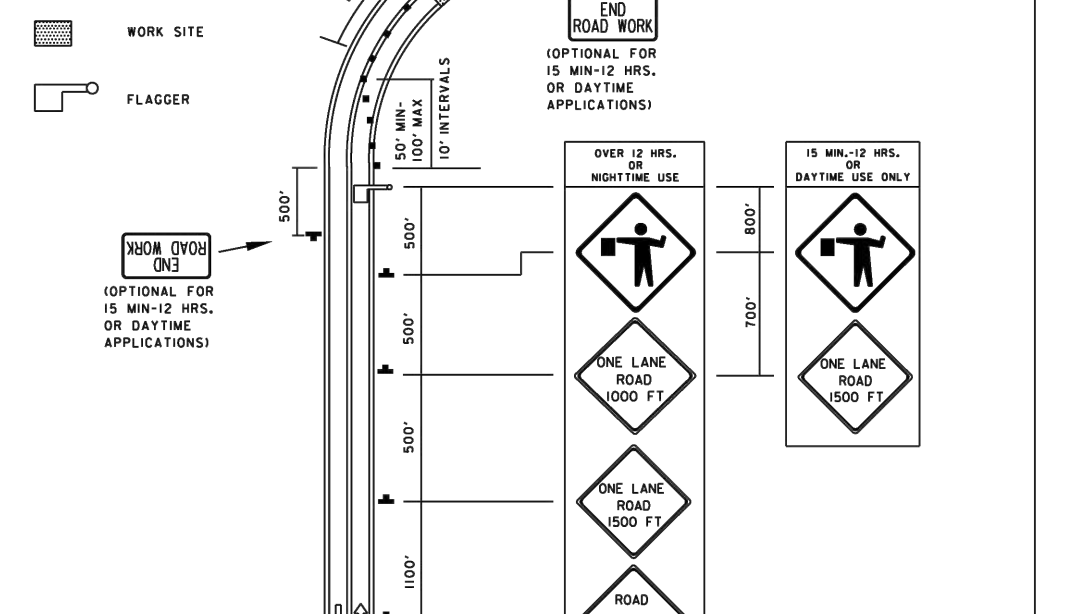 WORK SITE
FLAGGER
END
ROAD WORK
(OPTIONAL FOR
15 MIN-12 HRS.
OR DAYTIME
APPLICATIONS)
50' MIN-
100' MAX
10' INTERVALS
500'
END
ROAD WORK
(OPTIONAL FOR
15 MIN-12 HRS.
OR DAYTIME
APPLICATIONS)
500'
500'
500'
1100'
OVER 12 HRS.
OR
NIGHTTIME USE
ONE LANE
ROAD
1000 FT
ONE LANE
ROAD
1500 FT
ROAD
800'
700'
15 MIN.-12 HRS.
OR
DAYTIME USE ONLY
ONE LANE
ROAD
1500 FT